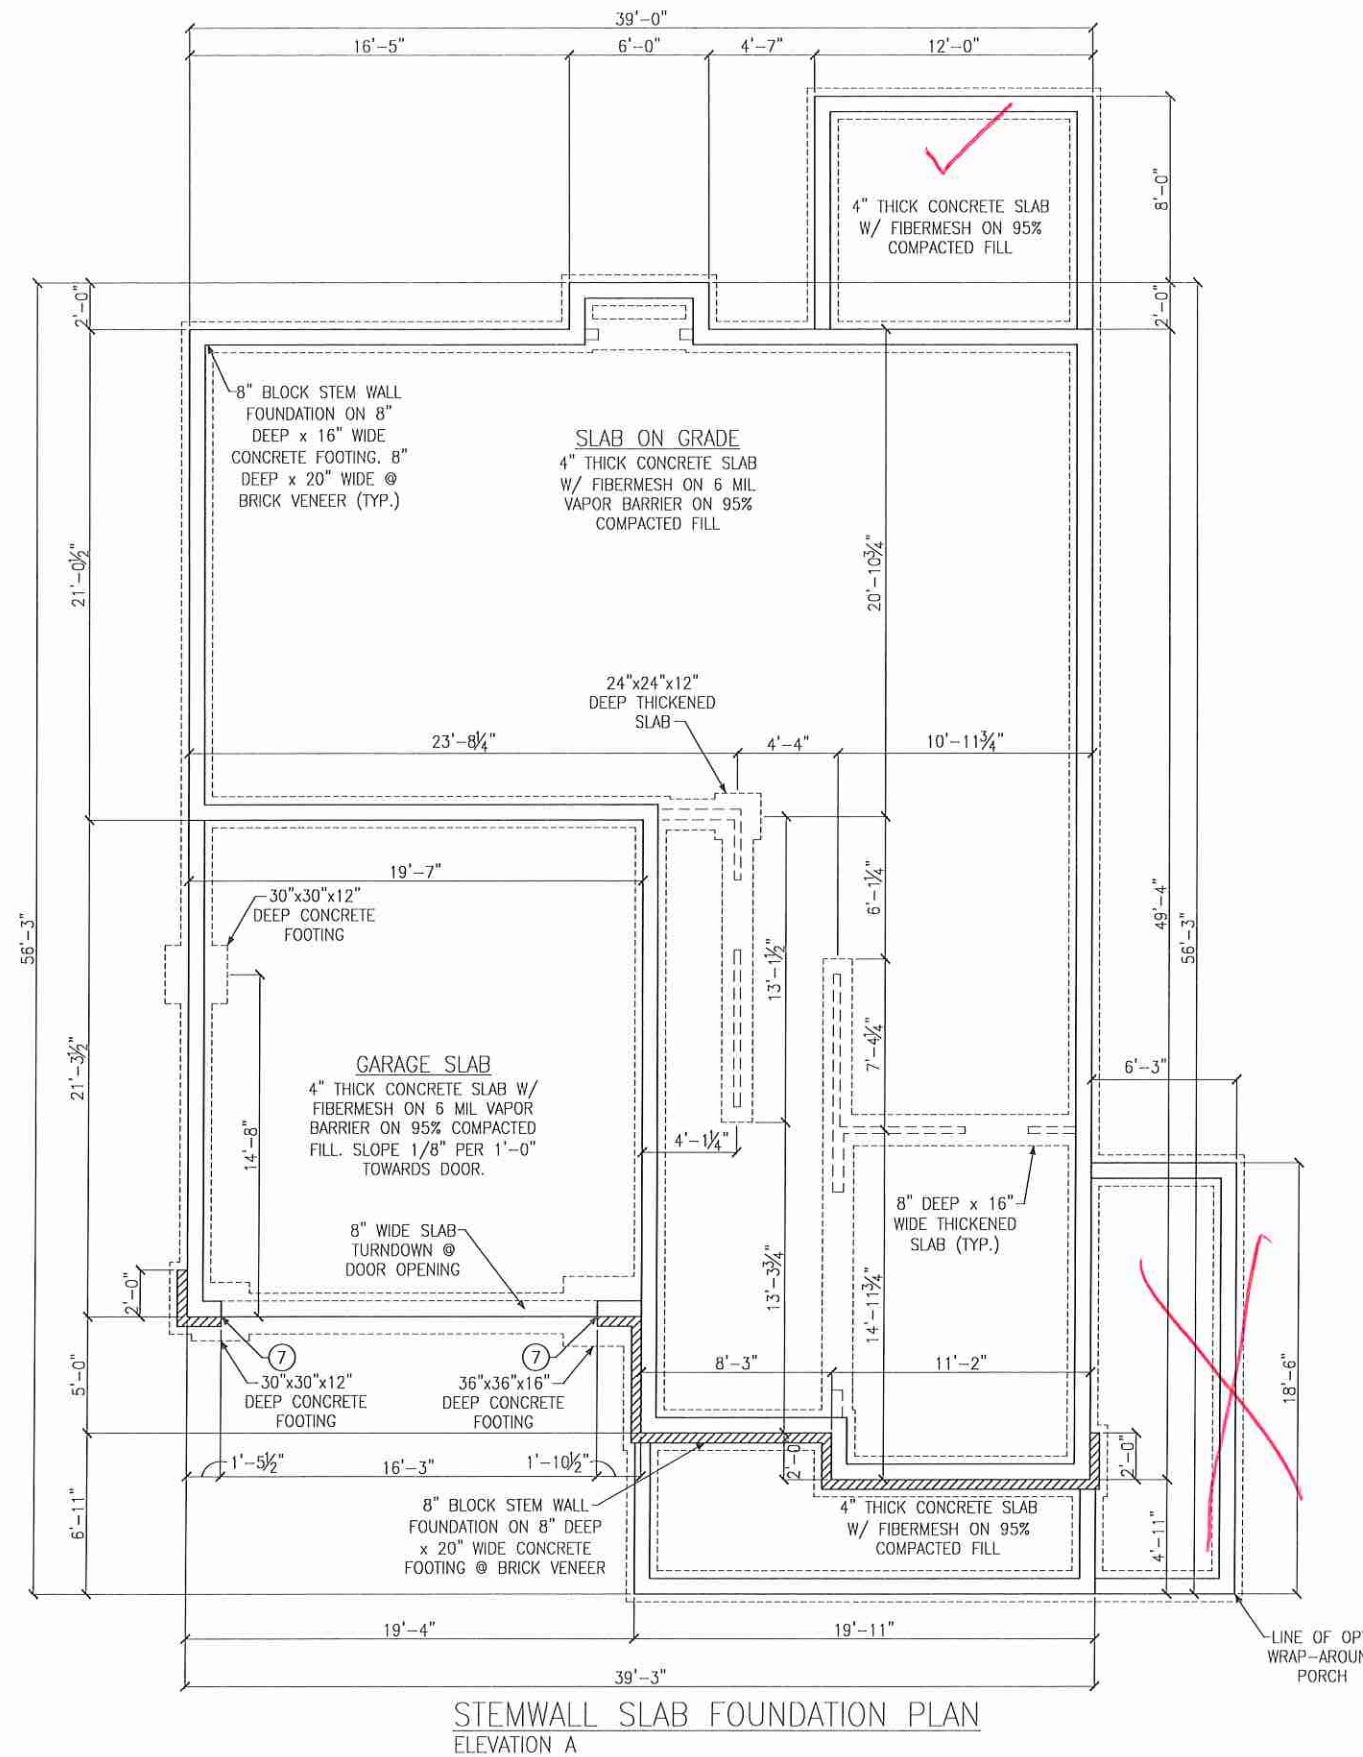 39'-0"
16'-5"
6'-0"
4'-7"
12'-0"
8'-0"
4" THICK CONCRETE SLAB
W/ FIBERMESH ON 95%
COMPACTED FILL
2'-0"
2'-0"
8" BLOCK STEM WALL
FOUNDATION ON 8"
DEEP x 16" WIDE
CONCRETE FOOTING. 8"
DEEP x 20" WIDE @
BRICK VENEER (TYP.)
SLAB ON GRADE
4" THICK CONCRETE SLAB
W/ FIBERMESH ON 6 MIL
VAPOR BARRIER ON 95%
COMPACTED FILL
21'-0½"
20'-10¾"
24"x24"x12"
DEEP THICKENED
SLAB
23'-8¼"
4'-4"
10'-11¾"
19'-7"
30"x30"x12"
DEEP CONCRETE
FOOTING
6'-1¼"
49'-4"
56'-3"
56'-3"
13'-1½"
7'-4¼"
21'-3½"
GARAGE SLAB
4" THICK CONCRETE SLAB W/
FIBERMESH ON 6 MIL VAPOR
BARRIER ON 95% COMPACTED
FILL. SLOPE 1/8" PER 1'-0"
TOWARDS DOOR.
14'-8"
6'-3"
4'-1¼"
8" DEEP x 16"
WIDE THICKENED
SLAB (TYP.)
8" WIDE SLAB
TURNDOWN @
DOOR OPENING
2'-0"
13'-3¾"
14'-11¾"
7
7
30"x30"x12"
DEEP CONCRETE
FOOTING
36"x36"x16"
DEEP CONCRETE
FOOTING
8'-3"
11'-2"
18'-6"
5'-0"
1'-5½"
16'-3"
1'-10½"
2'-0"
2'-0"
8" BLOCK STEM WALL
FOUNDATION ON 8" DEEP
x 20" WIDE CONCRETE
FOOTING @ BRICK VENEER
4" THICK CONCRETE SLAB
W/ FIBERMESH ON 95%
COMPACTED FILL
6'-11"
4'-11"
19'-4"
19'-11"
LINE OF
WRAP-AROUN
PORCH
39'-3"
STEMWALL SLAB FOUNDATION PLAN
ELEVATION A